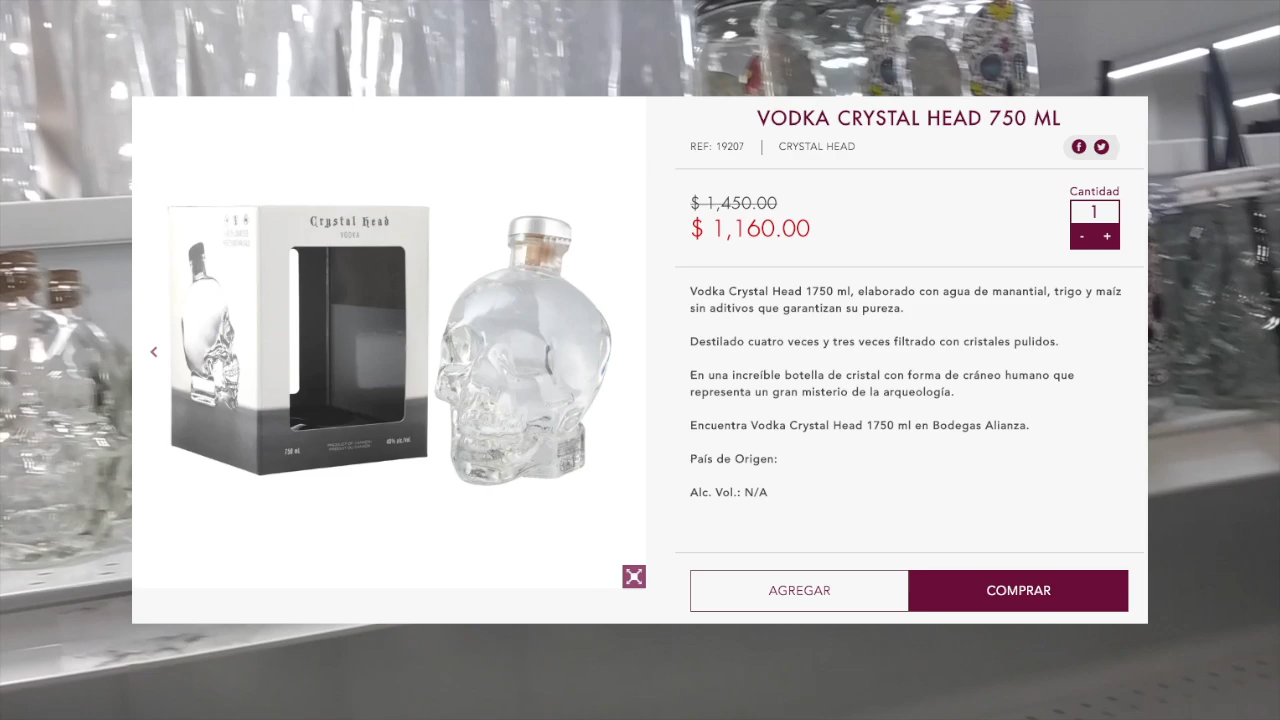 VODKA CRYSTAL HEAD 750 ML
REF: 19207 | CRYSTAL HEAD
$ 1,450.00
$ 1,160.00
Cantidad
1
- +
Vodka Crystal Head 1750 ml, elaborado con agua de manantial, trigo y maíz
sin aditivos que garantizan su pureza.
Destilado cuatro veces y tres veces filtrado con cristales pulidos.
En una increíble botella de cristal con forma de cráneo humano que
representa un gran misterio de la arqueología.
Encuentra Vodka Crystal Head 1750 ml en Bodegas Alianza.
País de Origen:
Alc. Vol.: N/A
AGREGAR
COMPRAR
Crystal Head
VODKA
750 mL